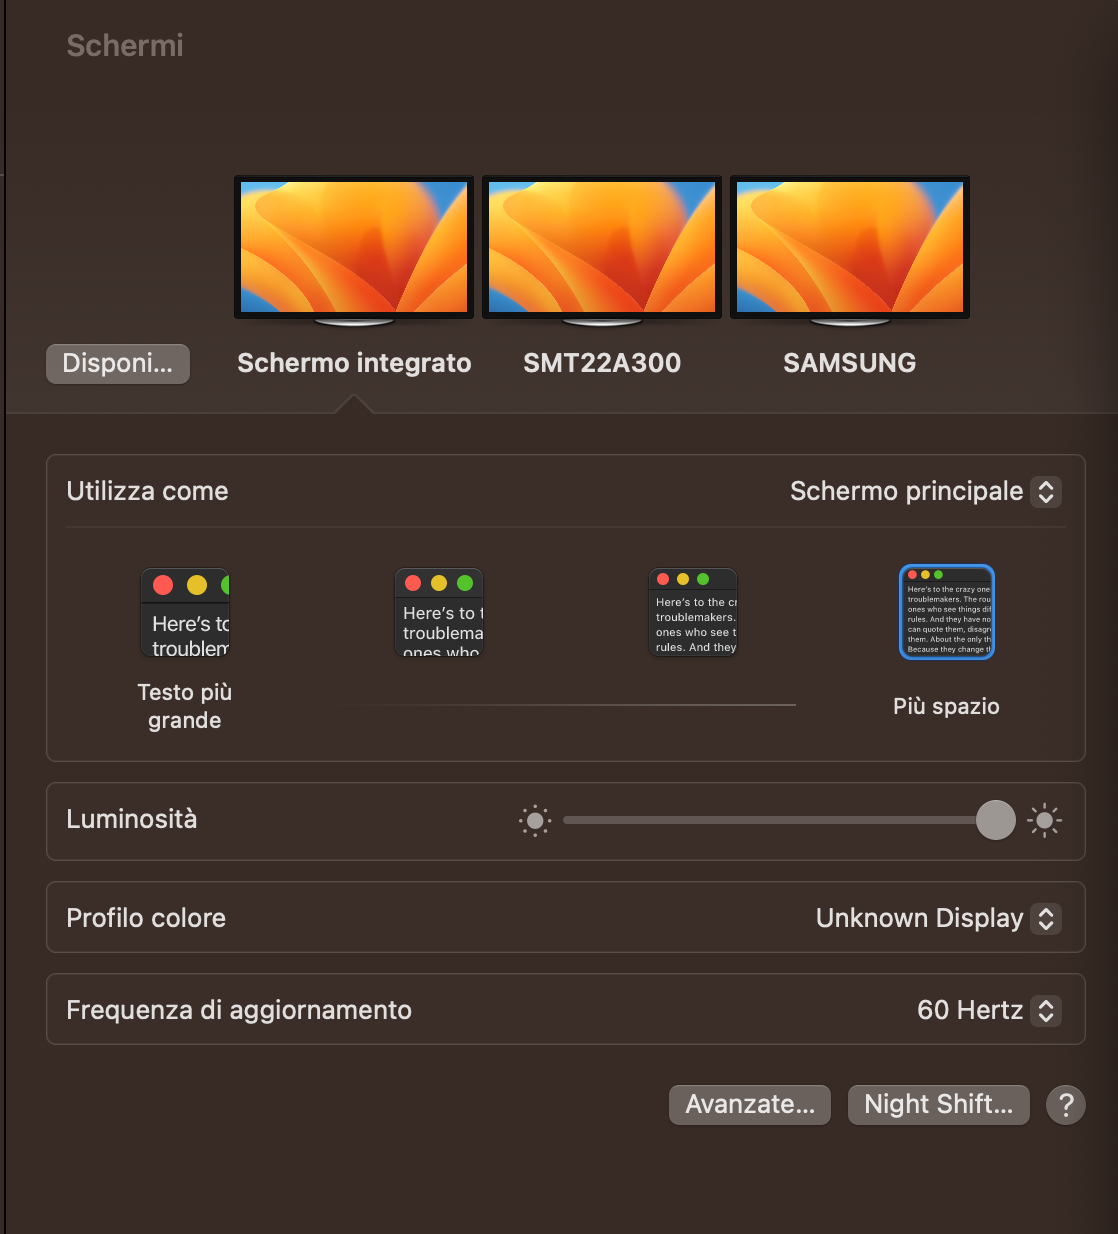 Schermi
Disponi...
Schermo integrato
SMT22A300
SAMSUNG
Utilizza come
Schermo principale
Here's to
troublem
Here's to t
troublema
ones who
Here's to the cr
troublemakers.
ones who see t
rules. And they
Here's to the crazy one
troublemakers. The rou
ones who see things dif
rules. And they have no
can quote them, disagr
them. About the only th
Because they change th
Testo più
grande
Più spazio
Luminosità
Profilo colore
Unknown Display
Frequenza di aggiornamento
60 Hertz
Avanzate...
Night Shift...
?